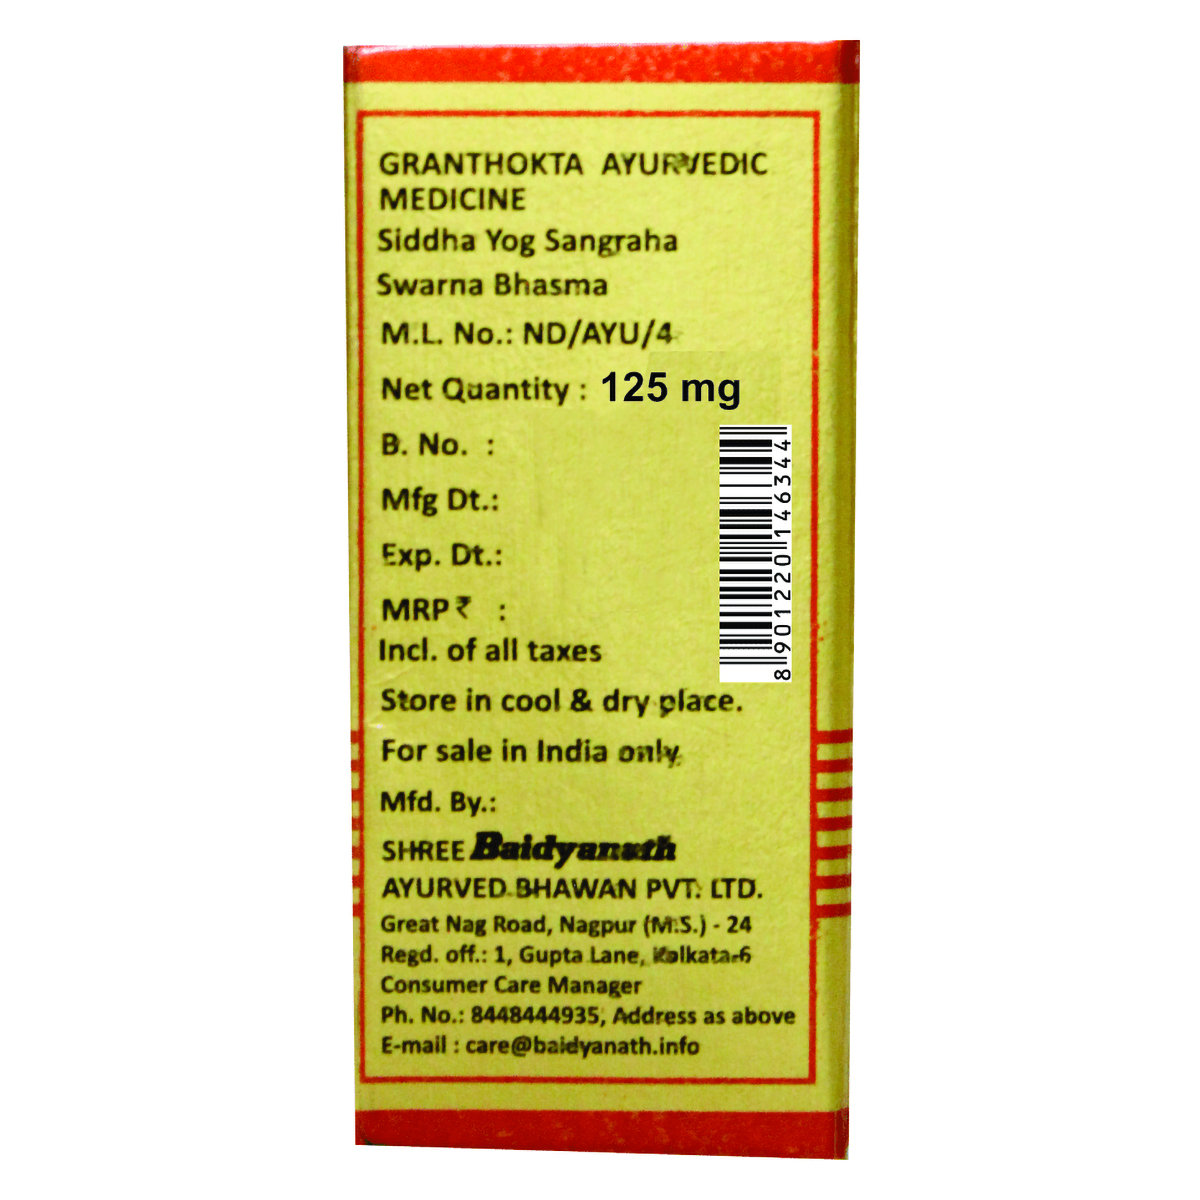 GRANTHOKTA AYURVEDIC
MEDICINE
Siddha Yog Sangraha
Swarna Bhasma
M.L. No.: ND/AYU/4
Net Quantity : 125 mg
B. No. :
Mfg Dt.:
Exp. Dt.:
MRP ₹ :
Incl. of all taxes
8901220146344
Store in cool & dry place.
For sale in India only
Mfd. By.:
SHREE Baidyanath
AYURVED BHAWAN PVT. LTD.
Great Nag Road, Nagpur (M.S.) - 24
Regd. off.: 1, Gupta Lane, Kolkata-6
Consumer Care Manager
Ph. No.: 8448444935, Address as above
E-mail : care@baidyanath.info